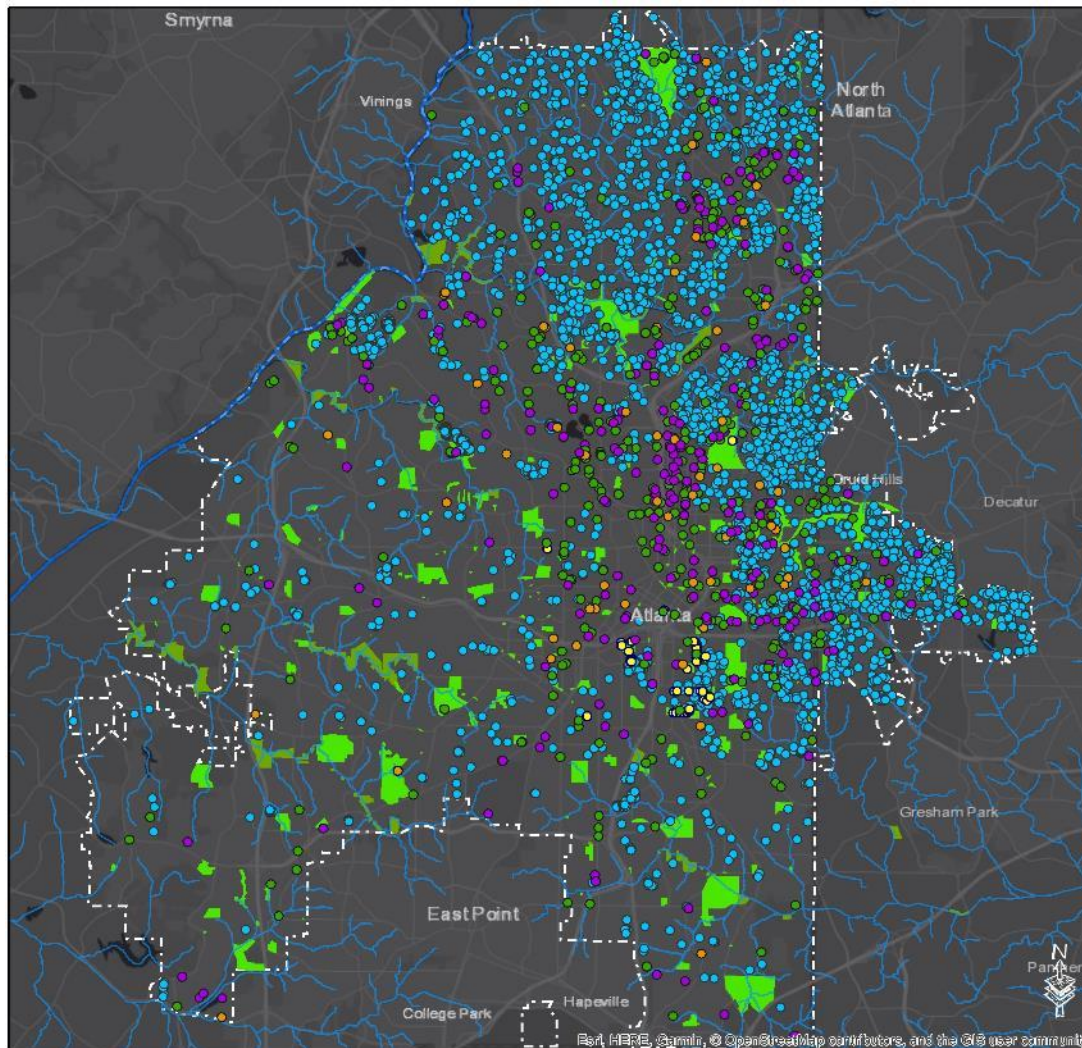 Smyrna
Vinings
North
Atlanta
Druid Hills
Decatur
Atlanta
Gresham Park
East Point
N
Hapeville
College Park
Esri, HERE, Garmin, © OpenStreetMap contributors, and the GIS user community